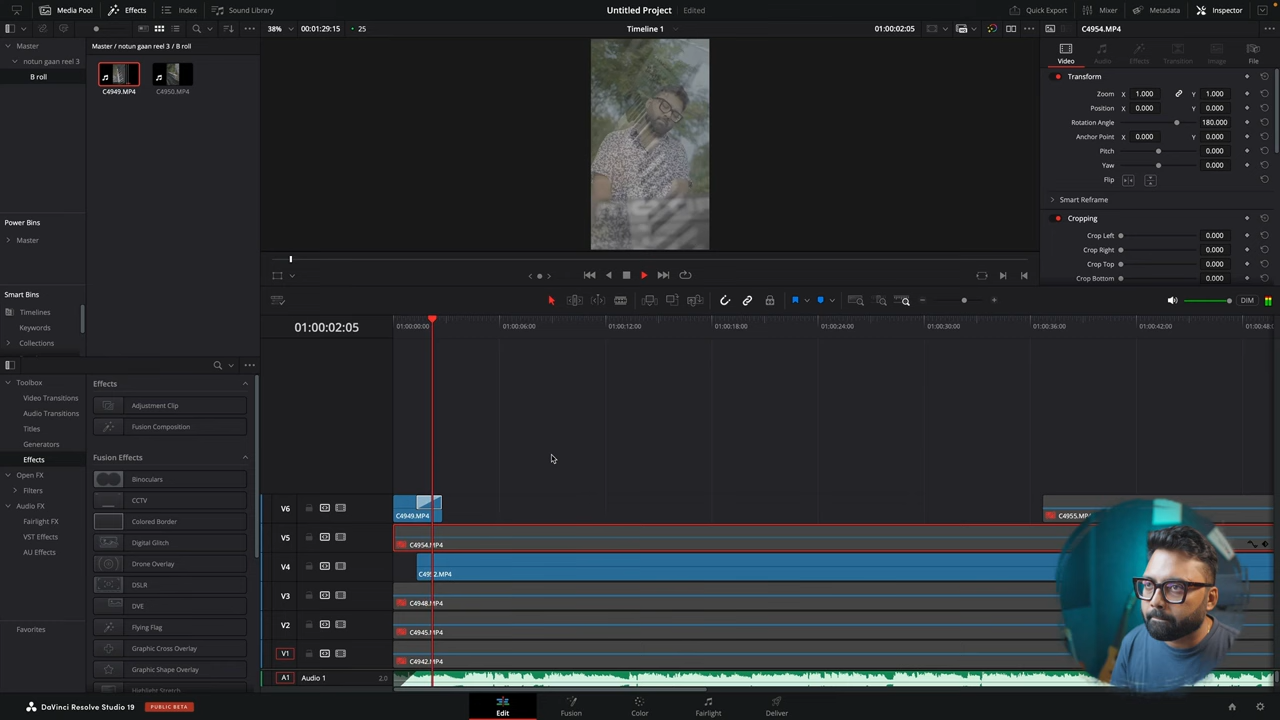 Media Pool
Effects
Index
Sound Library
Untitled Project
Edited
Quick Export
Mixer
Metadata
Inspector
38%
00:01:29:15
25
Timeline 1
01:00:02:05
C4954.MP4
Master
notun gaan reel 3
B roll
Master / notun gaan reel 3 / B roll
C4949.MP4
C4950.MP4
Video
Audio
Effects
Transition
Image
File
Transform
Zoom X 1.000 Y 1.000
Position X 0.000 Y 0.000
Rotation Angle 180.000
Anchor Point X 0.000 Y 0.000
Pitch 0.000
Yaw 0.000
Flip
Smart Reframe
Cropping
Crop Left 0.000
Crop Right 0.000
Crop Top 0.000
Crop Bottom 0.000
Power Bins
Master
Smart Bins
Timelines
Keywords
Collections
DIM
01:00:02:05
01:00:00:00
01:00:06:00
01:00:12:00
01:00:18:00
01:00:24:00
01:00:30:00
01:00:36:00
01:00:42:00
01:00:48:0
Toolbox
Video Transitions
Audio Transitions
Titles
Generators
Effects
Open FX
Filters
Audio FX
Fairlight FX
VST Effects
AU Effects
Favorites
Effects
Adjustment Clip
Fusion Composition
Fusion Effects
Binoculars
CCTV
Colored Border
Digital Glitch
Drone Overlay
DSLR
DVE
Flying Flag
Graphic Cross Overlay
Graphic Shape Overlay
Highlight Stretch
V6
C4949.MP4
C4955.MP4
V5
C4954.MP4
V4
C4952.MP4
V3
C4948.MP4
V2
C4945.MP4
V1
C4942.MP4
A1
Audio 1
2.0
DaVinci Resolve Studio 19
PUBLIC BETA
Edit
Fusion
Color
Fairlight
Deliver